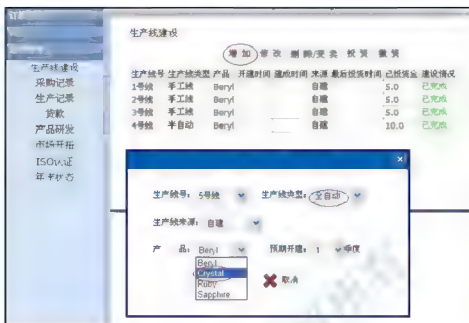 订单
生产线建设
采购记录
生产记录
贷款
产品研发
市场开拓
ISO认证
年末状态
生产线建设
增加 修改 删除/变卖 投资 撤资
生产线号 生产线类型 产品 开建时间 建成时间 来源 最后投资时间 已投资金 建设情况
1号线 手工线 Beryl 自建 5.0 已完成
2号线 手工线 Beryl 自建 5.0 已完成
3号线 手工线 Beryl 自建 5.0 已完成
4号线 半自动 Beryl 自建 10.0 已完成
生产线号： 5号线 生产线类型： 全自动
生产线来源： 自建
产 品： Beryl 预期开建： 1 季度
Beryl
Crystal
Ruby
Sapphire
取消